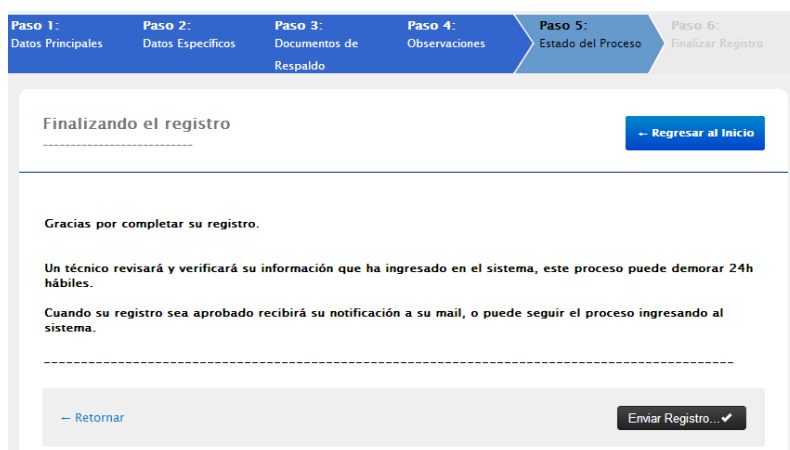 Paso 1:
Datos Principales
Paso 2:
Datos Específicos
Paso 3:
Documentos de
Respaldo
Paso 4:
Observaciones
Paso 5:
Estado del Proceso
Paso 6:
Finalizar Registro
Finalizando el registro
---------------------------
← Regresar al Inicio
Gracias por completar su registro.
Un técnico revisará y verificará su información que ha ingresado en el sistema, este proceso puede demorar 24h
hábiles.
Cuando su registro sea aprobado recibirá su notificación a su mail, o puede seguir el proceso ingresando al
sistema.
---------------------------------------------------------------------------------------------
← Retornar
Enviar Registro...✔